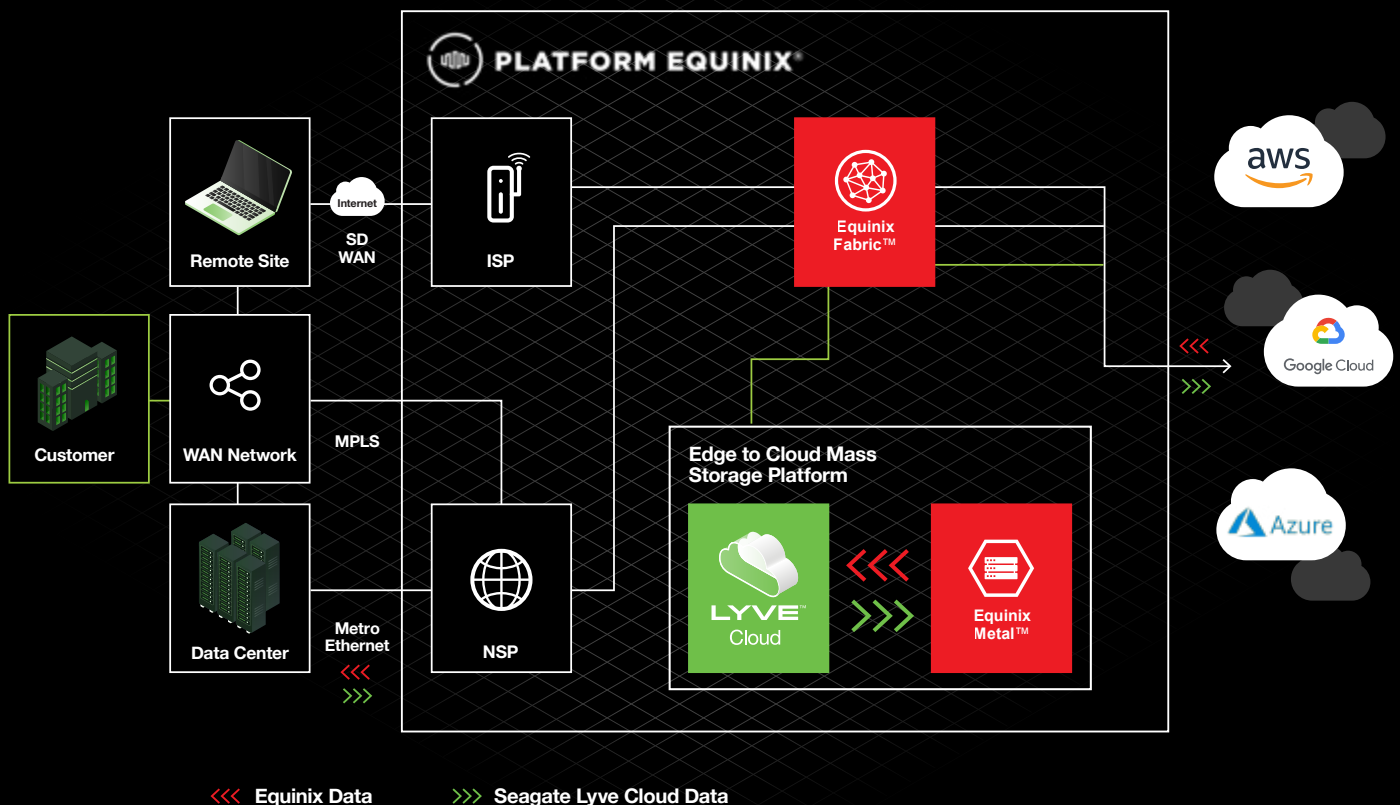 PLATFORM EQUINIX®
Remote Site
Internet
SD
WAN
ISP
Equinix
Fabric™
aws
Customer
WAN Network
MPLS
Google Cloud
Edge to Cloud Mass
Storage Platform
LYVE™
Cloud
Equinix
Metal™
Azure
Data Center
Metro
Ethernet
NSP
<<< Equinix Data
>>> Seagate Lyve Cloud Data